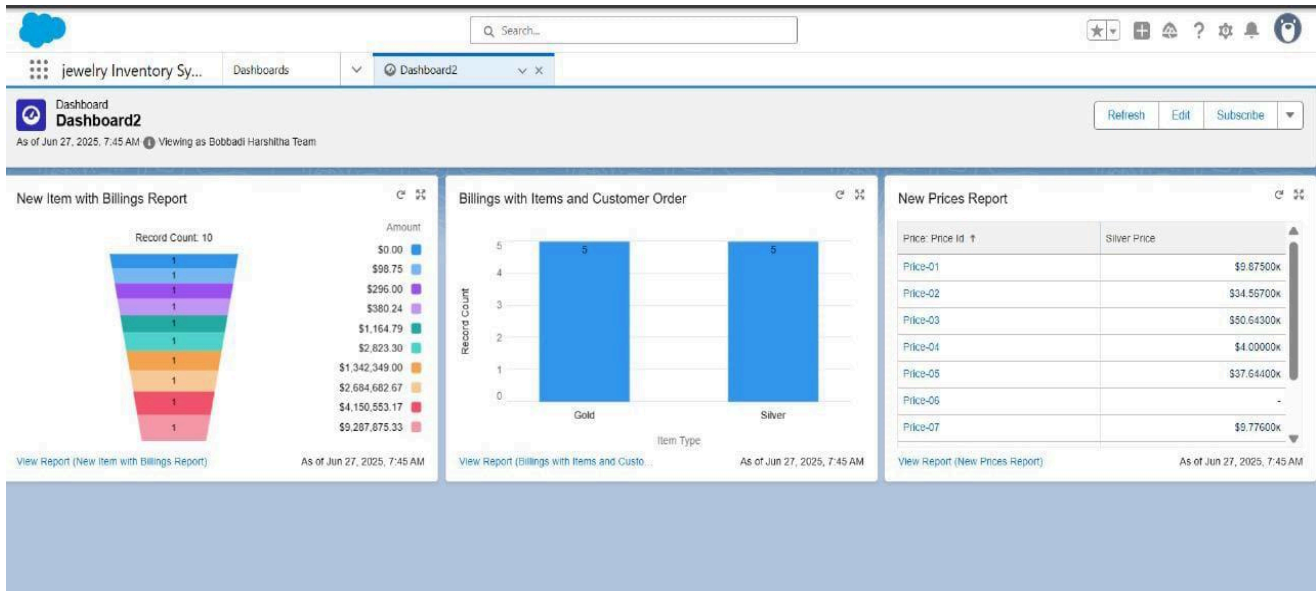 Search...
jewelry Inventory Sy...
Dashboards
Dashboard2
Dashboard
Dashboard2
As of Jun 27, 2025, 7:45 AM Viewing as Bobbadi Harshitha Team
Refresh
Edit
Subscribe
New Item with Billings Report
Record Count: 10
Amount
1
1
1
1
1
1
1
1
1
1
$0.00
$98.75
$296.00
$380.24
$1,164.79
$2,823.30
$1,342,349.00
$2,684,682.67
$4,150,553.17
$9,287,875.33
View Report (New Item with Billings Report)
As of Jun 27, 2025, 7:45 AM
Billings with Items and Customer Order
Record Count
5
4
3
2
1
0
5
5
Gold
Silver
Item Type
View Report (Billings with Items and Custo...
As of Jun 27, 2025, 7:45 AM
New Prices Report
Price: Price Id ↑ Silver Price
Price-01 $9.87500k
Price-02 $34.56700k
Price-03 $50.64300k
Price-04 $4.00000k
Price-05 $37.64400k
Price-06 -
Price-07 $9.77600k
View Report (New Prices Report)
As of Jun 27, 2025, 7:45 AM